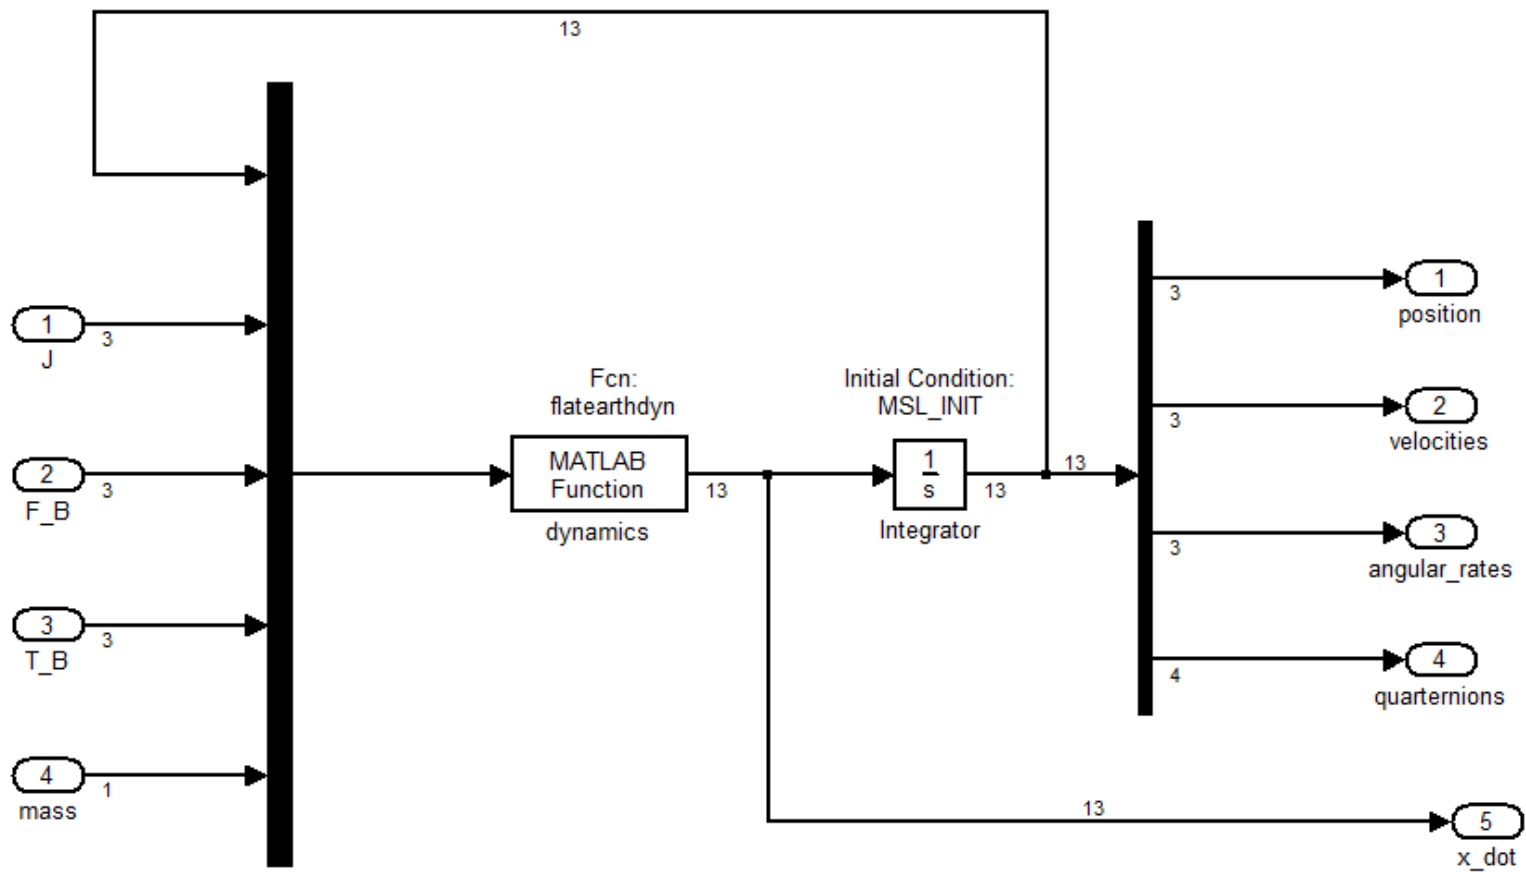 13
1
J
3
2
F_B
3
3
T_B
3
4
mass
1
Fcn:
flatearthdyn
MATLAB
Function
dynamics
13
Initial Condition:
MSL_INIT
1
s
Integrator
13
13
3
1
position
3
2
velocities
3
3
angular_rates
4
4
quarternions
13
5
x_dot